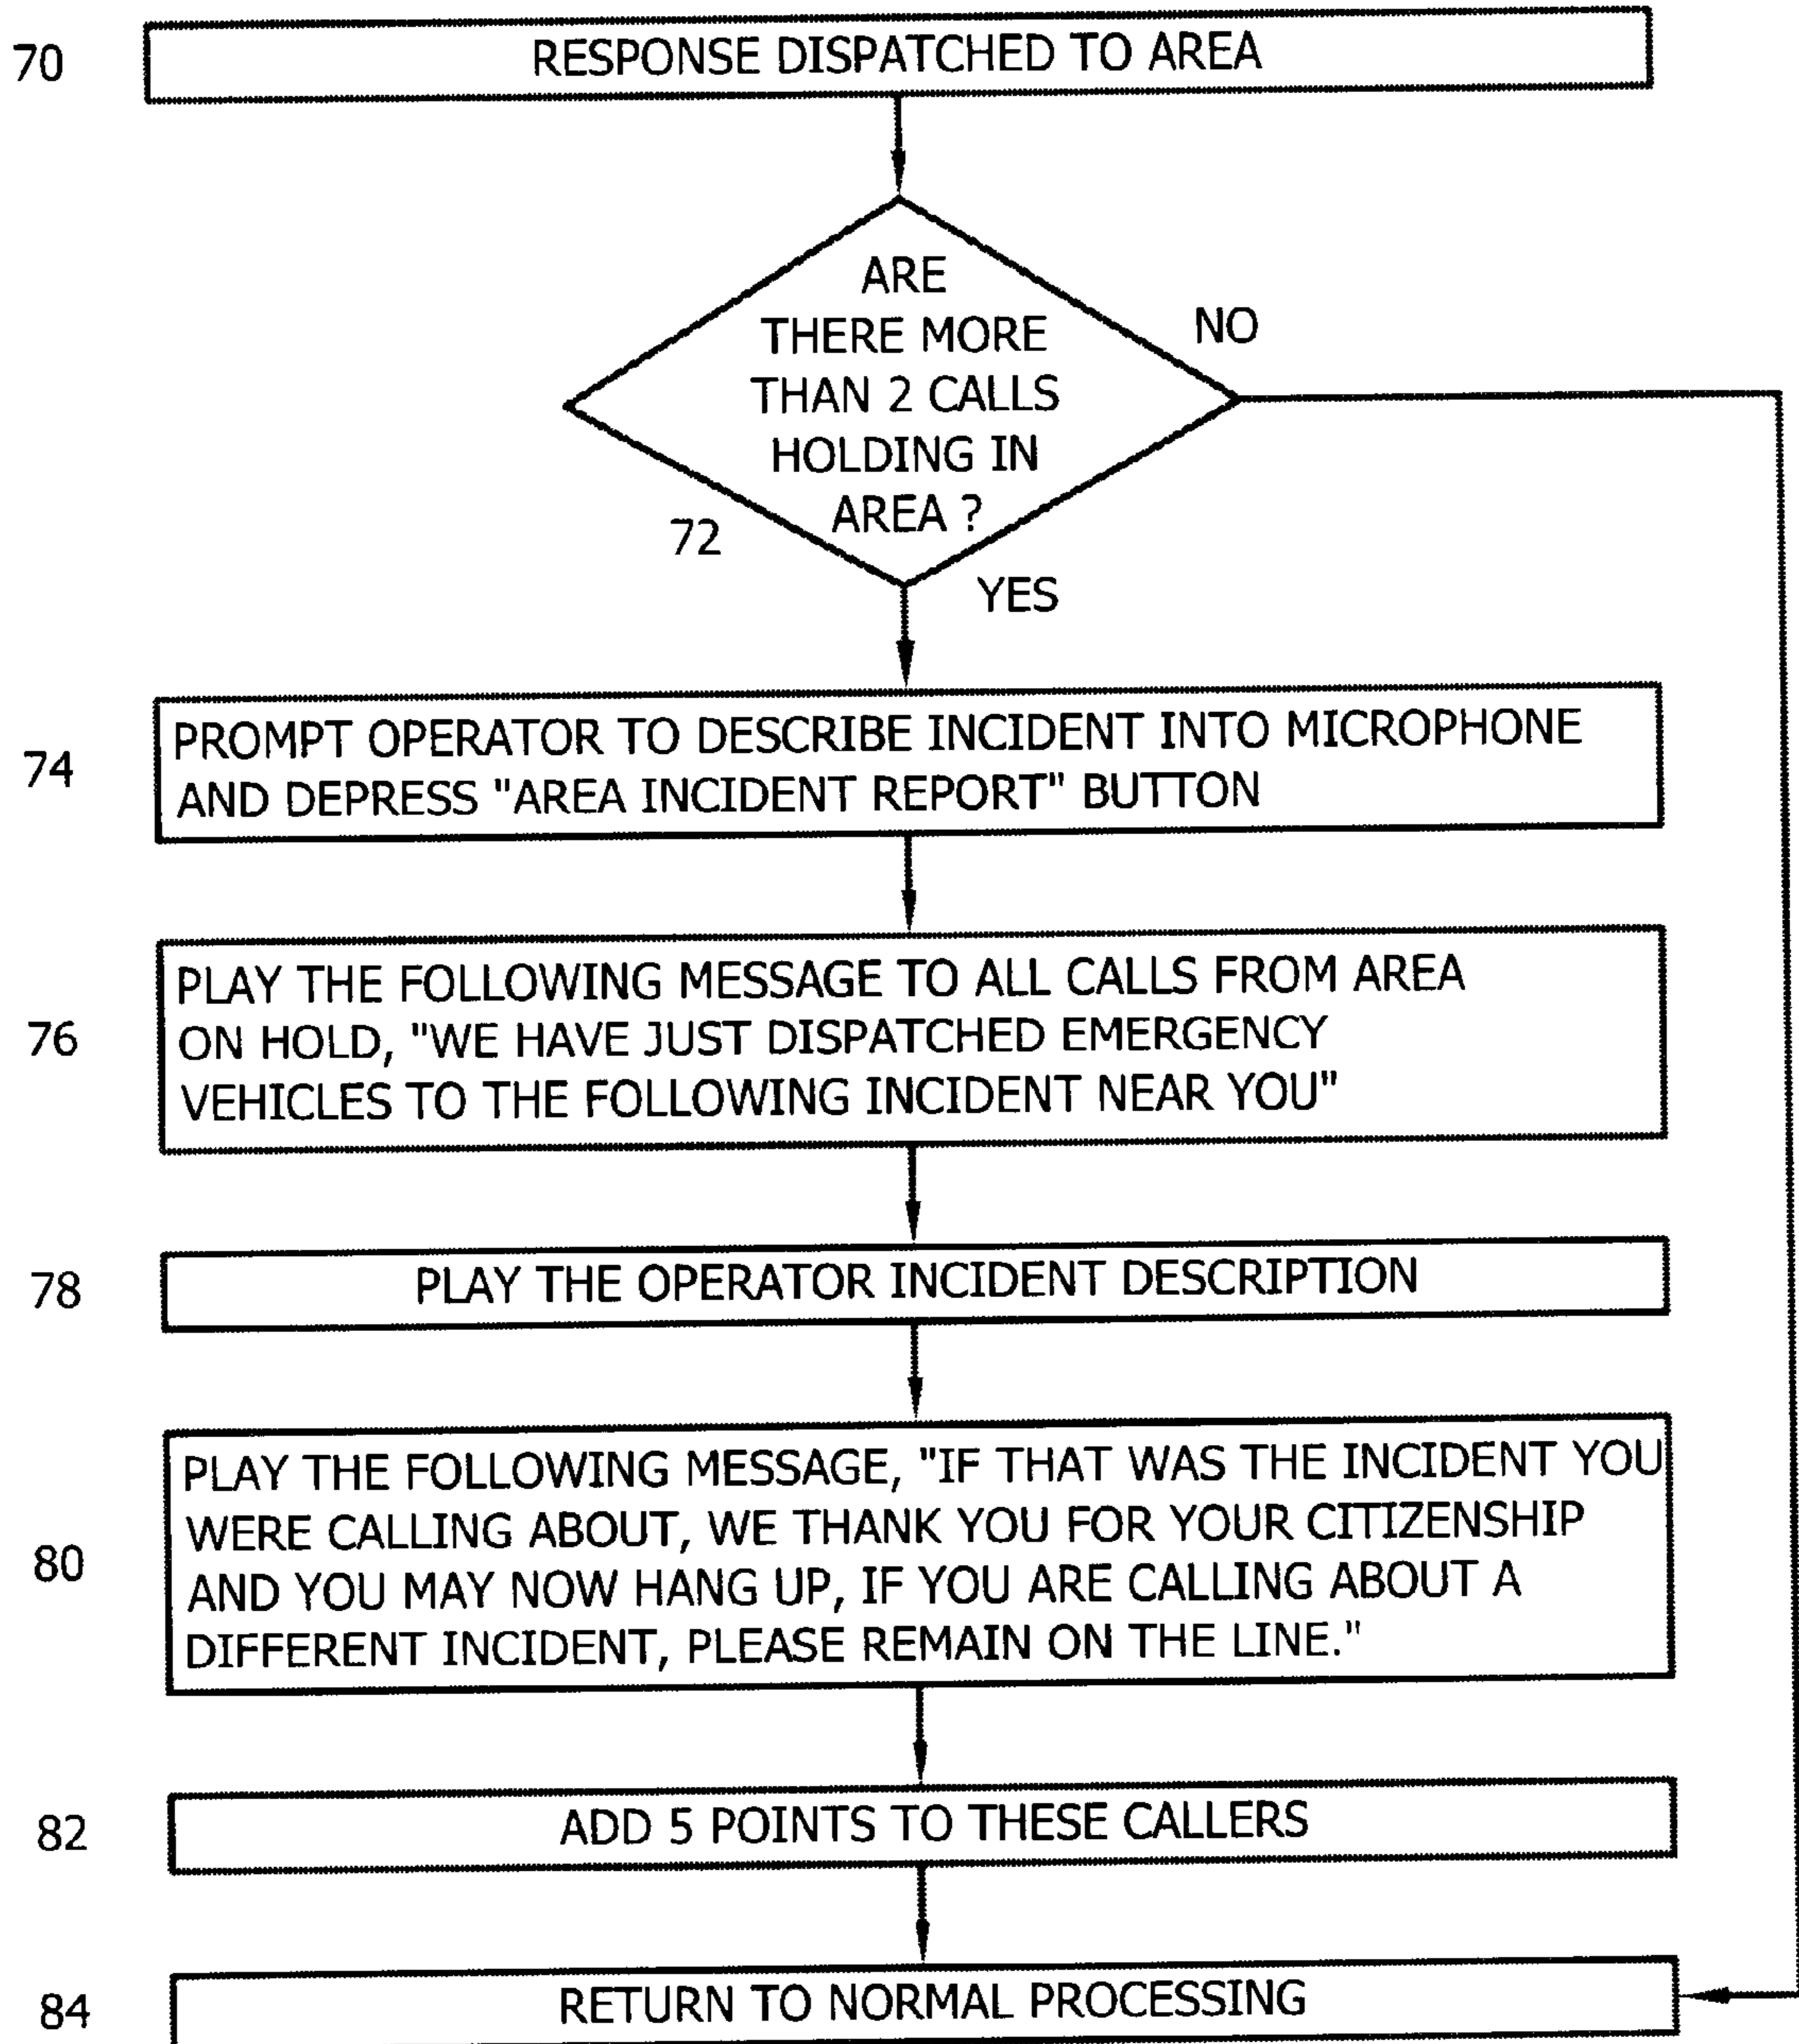 70
RESPONSE DISPATCHED TO AREA
ARE
THERE MORE
THAN 2 CALLS
HOLDING IN
AREA ?
72
NO
YES
74
PROMPT OPERATOR TO DESCRIBE INCIDENT INTO MICROPHONE
AND DEPRESS "AREA INCIDENT REPORT" BUTTON
76
PLAY THE FOLLOWING MESSAGE TO ALL CALLS FROM AREA
ON HOLD, "WE HAVE JUST DISPATCHED EMERGENCY
VEHICLES TO THE FOLLOWING INCIDENT NEAR YOU"
78
PLAY THE OPERATOR INCIDENT DESCRIPTION
80
PLAY THE FOLLOWING MESSAGE, "IF THAT WAS THE INCIDENT YOU
WERE CALLING ABOUT, WE THANK YOU FOR YOUR CITIZENSHIP
AND YOU MAY NOW HANG UP, IF YOU ARE CALLING ABOUT A
DIFFERENT INCIDENT, PLEASE REMAIN ON THE LINE."
82
ADD 5 POINTS TO THESE CALLERS
84
RETURN TO NORMAL PROCESSING